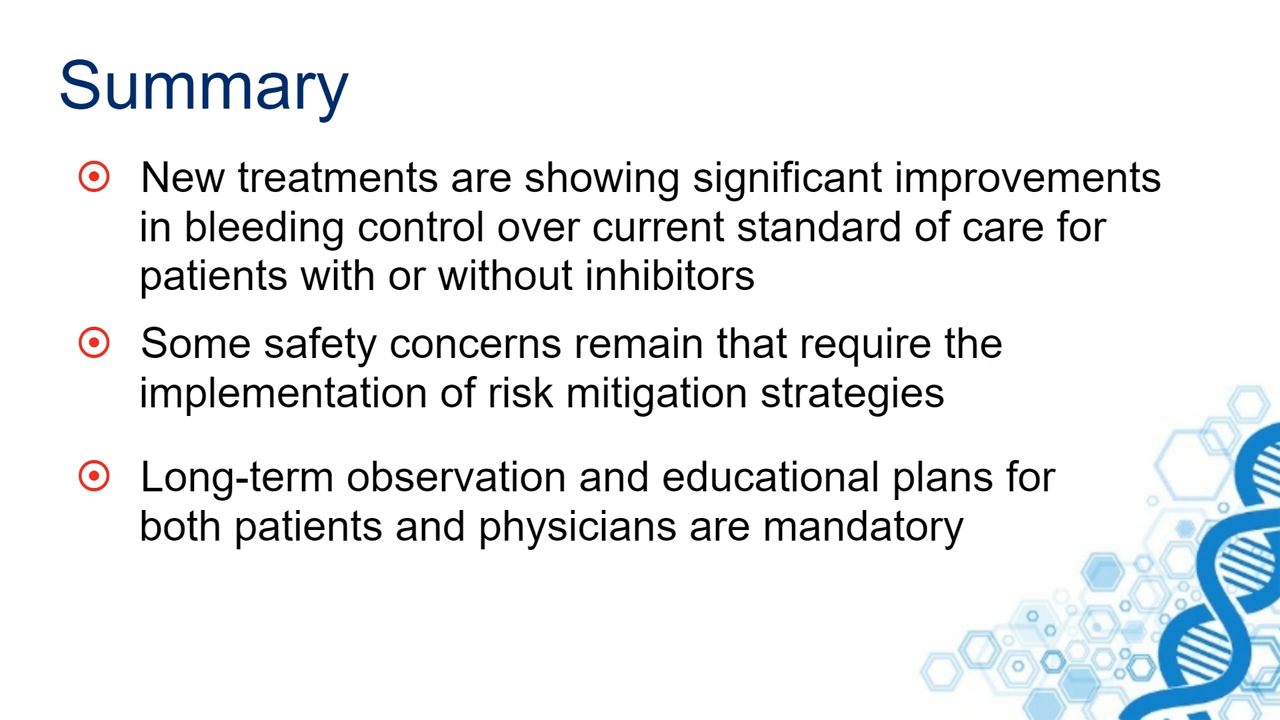 Summary
New treatments are showing significant improvements
in bleeding control over current standard of care for
patients with or without inhibitors
Some safety concerns remain that require the
implementation of risk mitigation strategies
Long-term observation and educational plans for
both patients and physicians are mandatory